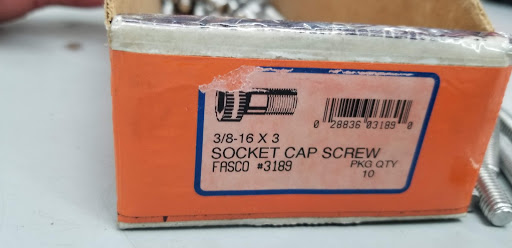 0 28836 03189 0
3/8-16 X 3
SOCKET CAP SCREW
FASCO #3189
PKG QTY
10